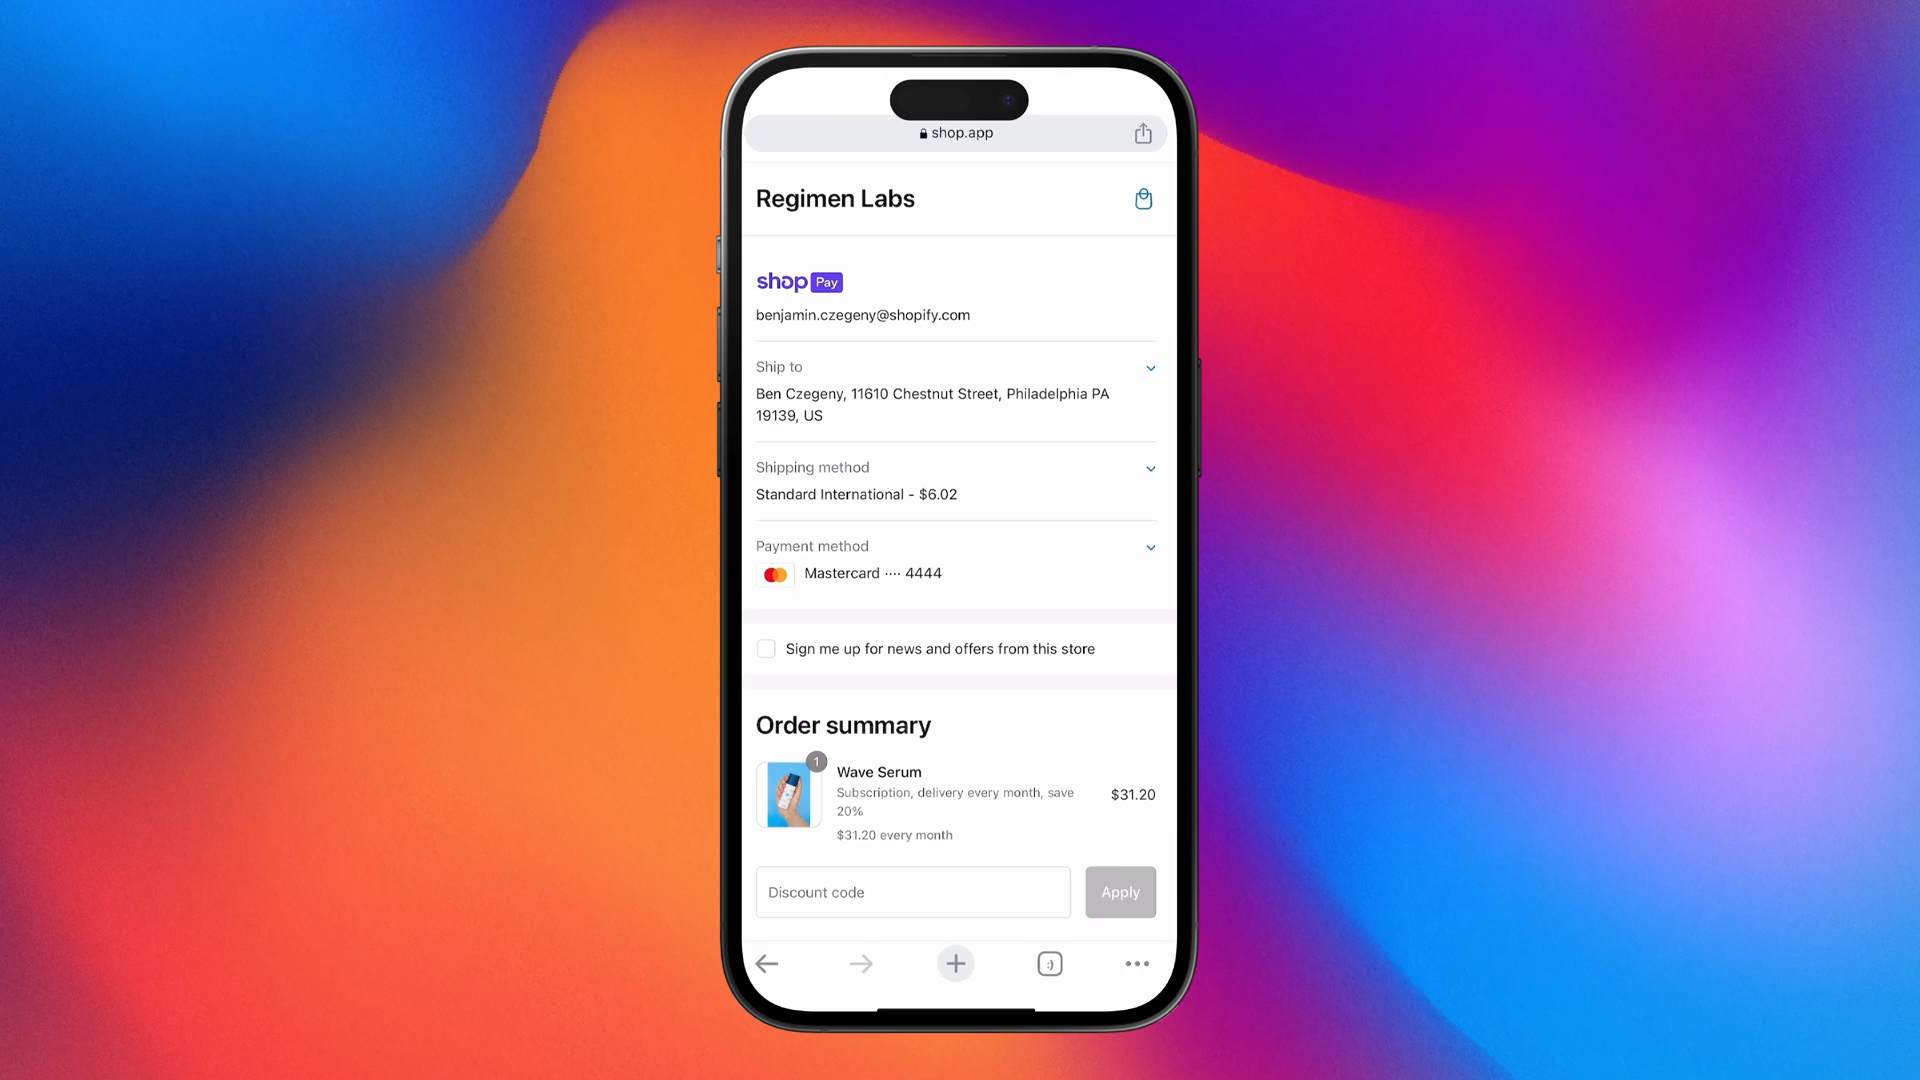 shop.app
Regimen Labs
shop Pay
benjamin.czegeny@shopify.com
Ship to
Ben Czegeny, 11610 Chestnut Street, Philadelphia PA
19139, US
Shipping method
Standard International - $6.02
Payment method
Mastercard ···· 4444
Sign me up for news and offers from this store
Order summary
1
Wave Serum
Subscription, delivery every month, save
20%
$31.20
$31.20 every month
Discount code
Apply
:)